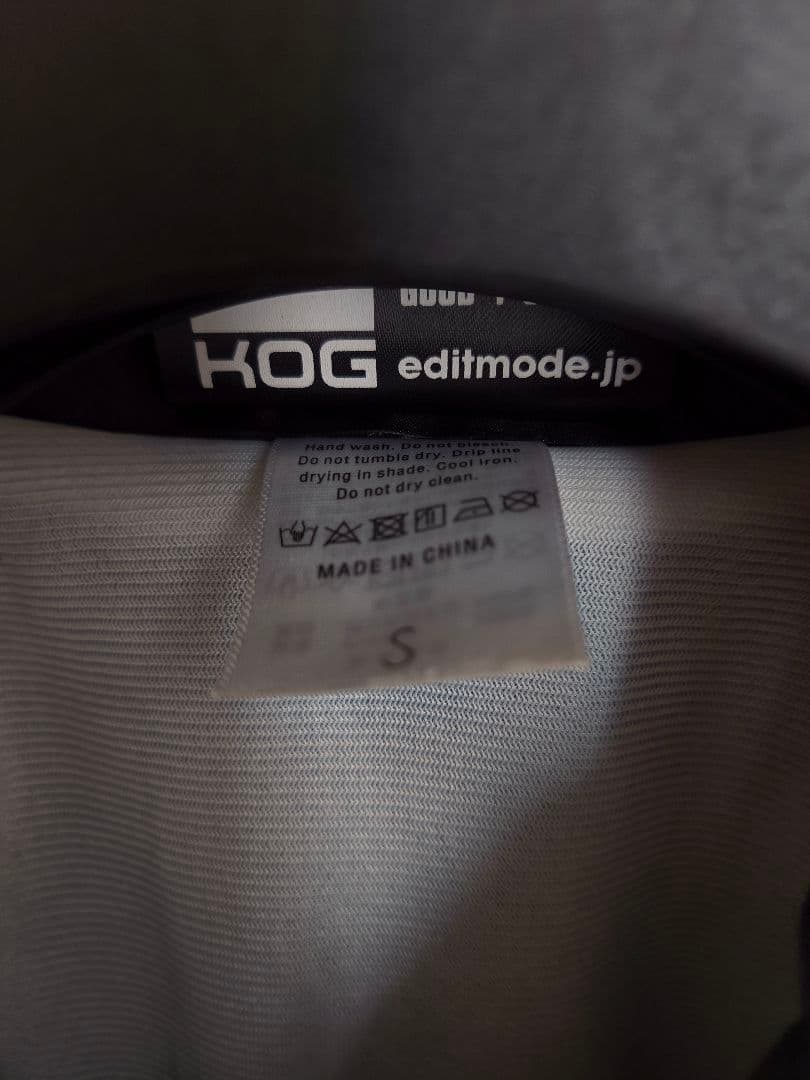 KOG editmode.jp
Hand wash. Do not bleach.
Do not tumble dry. Drip line
drying in shade. Cool iron.
Do not dry clean.
MADE IN CHINA
S